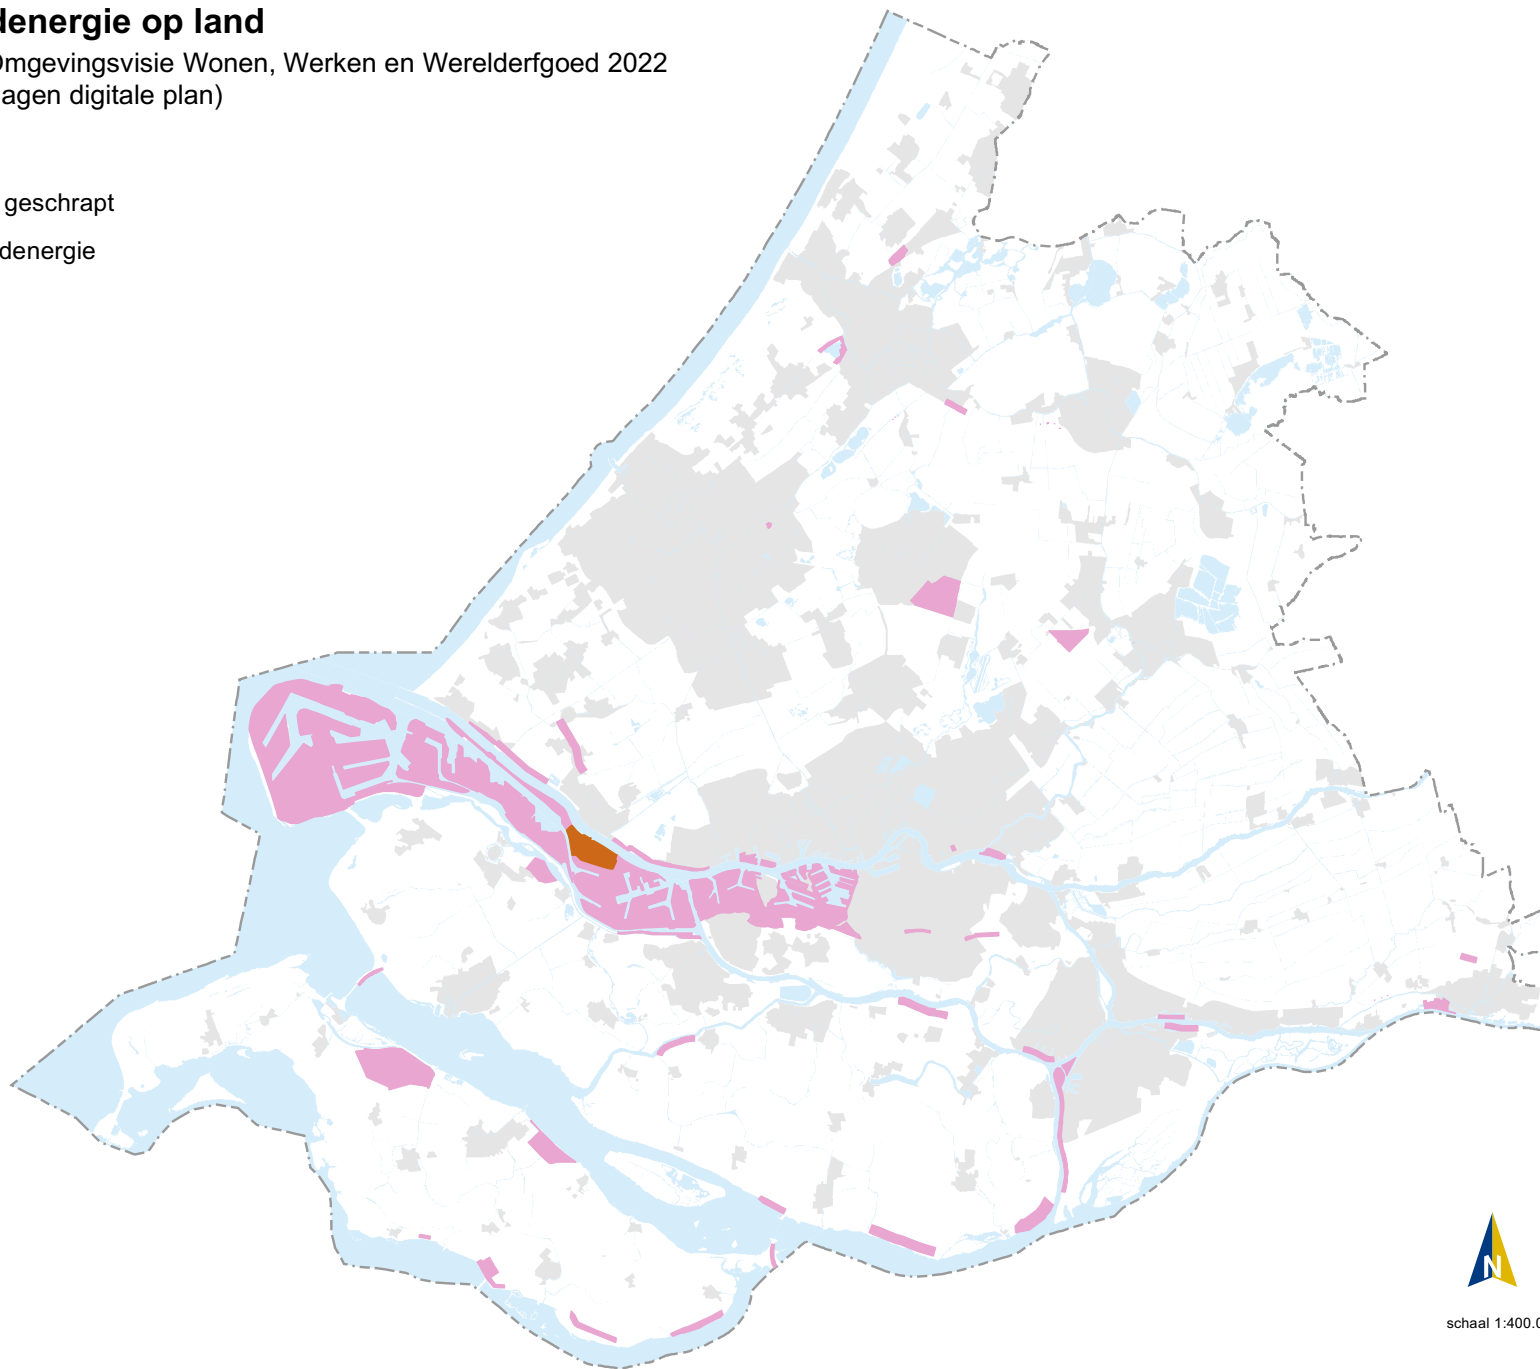 denergie op land
Omgevingsvisie Wonen, Werken en Werelderfgoed 2022
agen digitale plan)
geschrapt
denergie
N
schaal 1:400.0